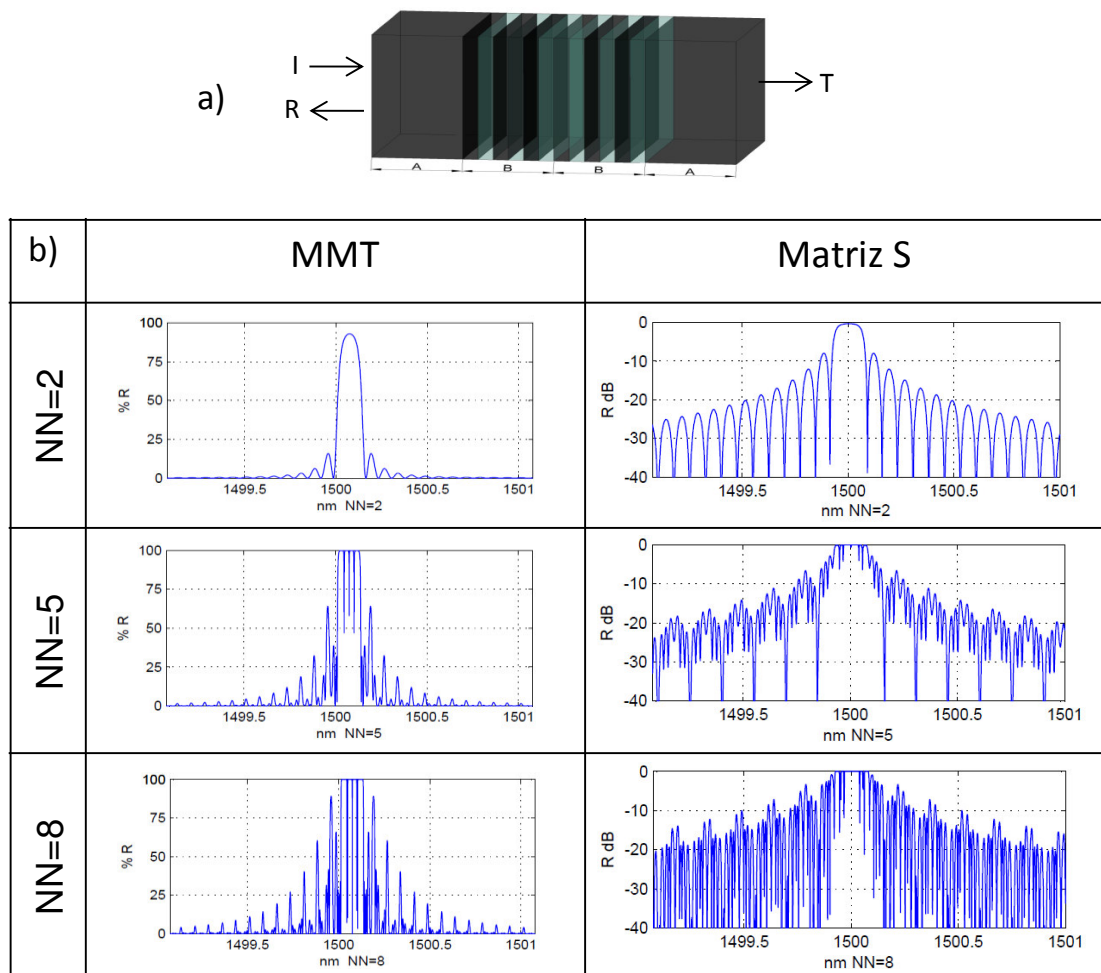 a)
I
R
T
A B B A
b) MMT Matriz S
NN=2
100
75
50
25
0
% R
1499.5 1500 1500.5 1501
nm NN=2
0
-10
-20
-30
-40
R dB
1499.5 1500 1500.5 1501
nm NN=2
NN=5
100
75
50
25
0
% R
1499.5 1500 1500.5 1501
nm NN=5
0
-10
-20
-30
-40
R dB
1499.5 1500 1500.5 1501
nm NN=5
NN=8
100
75
50
25
0
% R
1499.5 1500 1500.5 1501
nm NN=8
0
-10
-20
-30
-40
R dB
1499.5 1500 1500.5 1501
nm NN=8